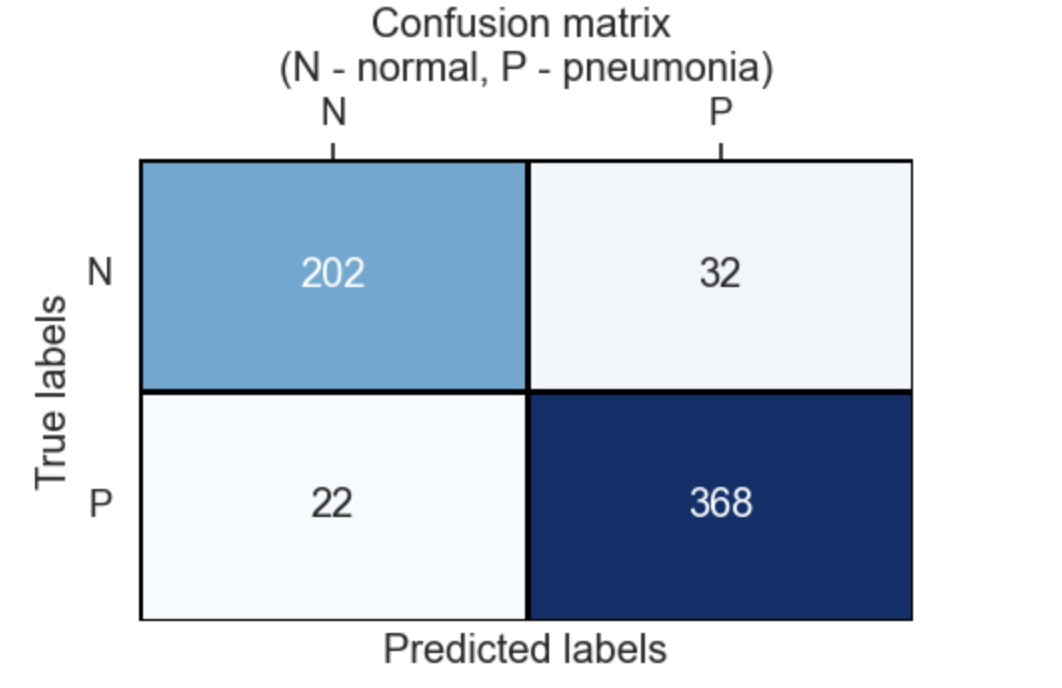 Confusion matrix
(N - normal, P - pneumonia)
N P
N 202 32
True labels
P 22 368
Predicted labels